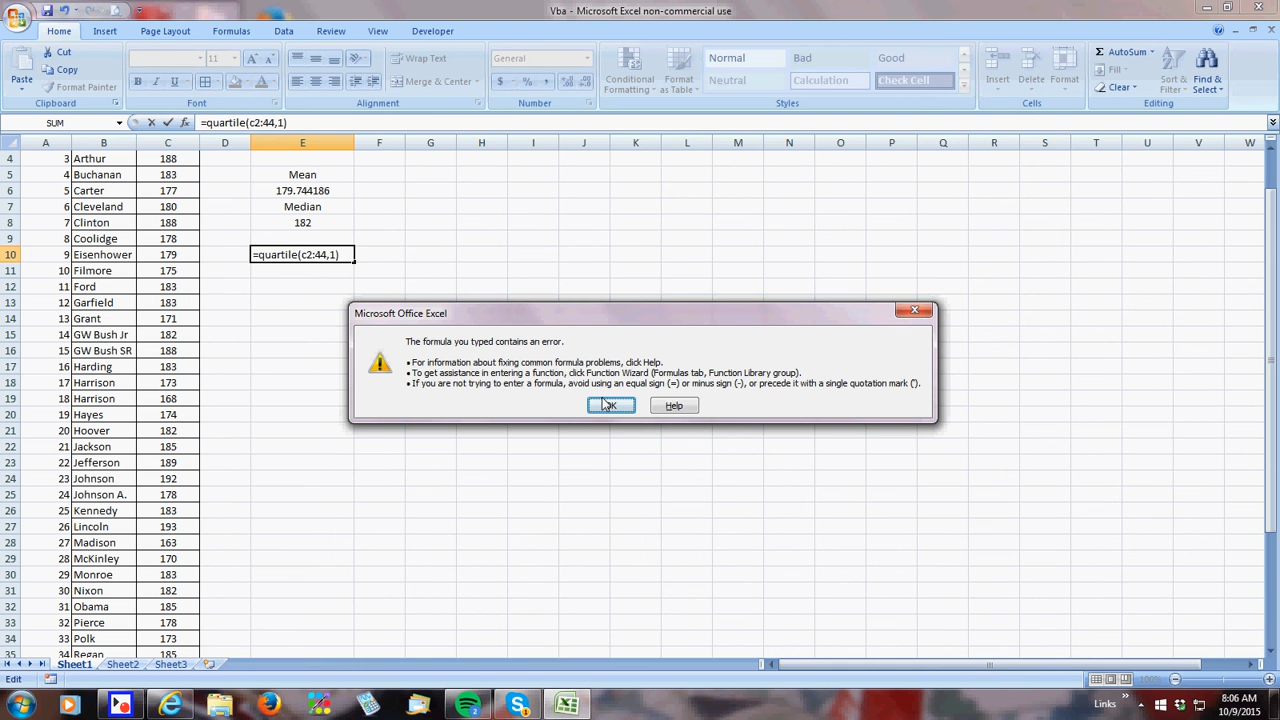 Vba - Microsoft Excel non-commercial use
Home Insert Page Layout Formulas Data Review View Developer
Paste
Cut
Copy
Format Painter
11
Wrap Text
Merge & Center
General
Conditional Formatting
Format as Table
Normal Bad Good
Neutral Calculation Check Cell
Insert Delete Format
AutoSum
Fill
Clear
Sort & Filter
Find & Select
Clipboard Font Alignment Number Styles Cells Editing
SUM =quartile(c2:44,1)
A B C D E F G H I J K L M N O P Q R S T U V W
4 3 Arthur 188
5 4 Buchanan 183 Mean
6 5 Carter 177 179.744186
7 6 Cleveland 180 Median
8 7 Clinton 188 182
9 8 Coolidge 178
10 9 Eisenhower 179 =quartile(c2:44,1)
11 10 Filmore 175
12 11 Ford 183
13 12 Garfield 183
14 13 Grant 171
15 14 GW Bush Jr 182
16 15 GW Bush SR 188
17 16 Harding 183
18 17 Harrison 173
19 18 Harrison 168
20 19 Hayes 174
21 20 Hoover 182
22 21 Jackson 185
23 22 Jefferson 189
24 23 Johnson 192
25 24 Johnson A. 178
26 25 Kennedy 183
27 26 Lincoln 193
28 27 Madison 163
29 28 McKinley 170
30 29 Monroe 183
31 30 Nixon 182
32 31 Obama 185
33 32 Pierce 178
34 33 Polk 173
35 34 Regan 185
Microsoft Office Excel
The formula you typed contains an error.
• For information about fixing common formula problems, click Help.
• To get assistance in entering a function, click Function Wizard (Formulas tab, Function Library group).
• If you are not trying to enter a formula, avoid using an equal sign (=) or minus sign (-), or precede it with a single quotation mark (').
OK Help
Sheet1 Sheet2 Sheet3
Edit 100%
Links
8:06 AM
10/9/2015